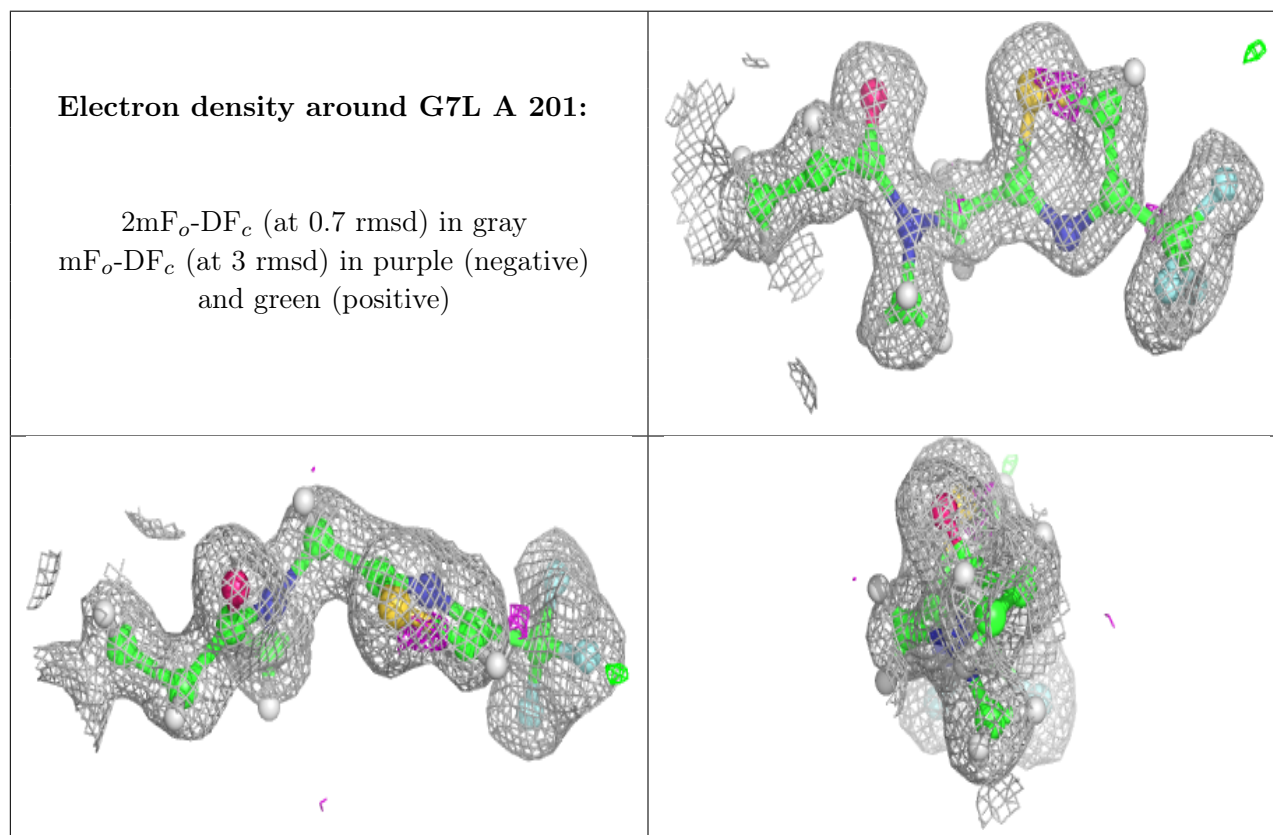 Electron density around G7L A 201:
2mFo-DFc (at 0.7 rmsd) in gray
mFo-DFc (at 3 rmsd) in purple (negative)
and green (positive)